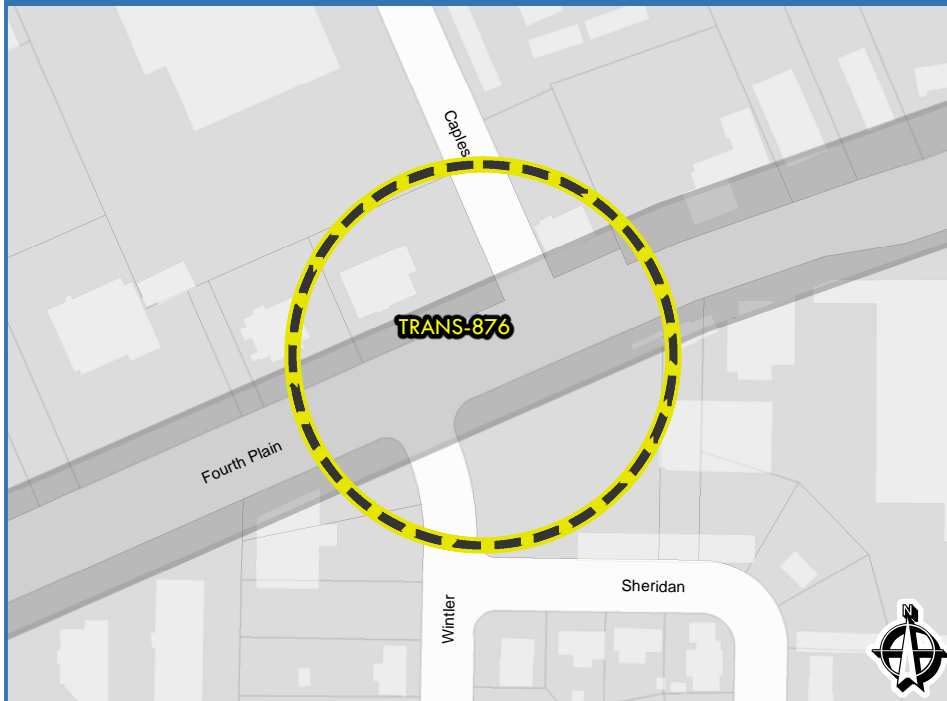 Caples
TRANS-876
Fourth Plain
Sheridan
Wintler
N